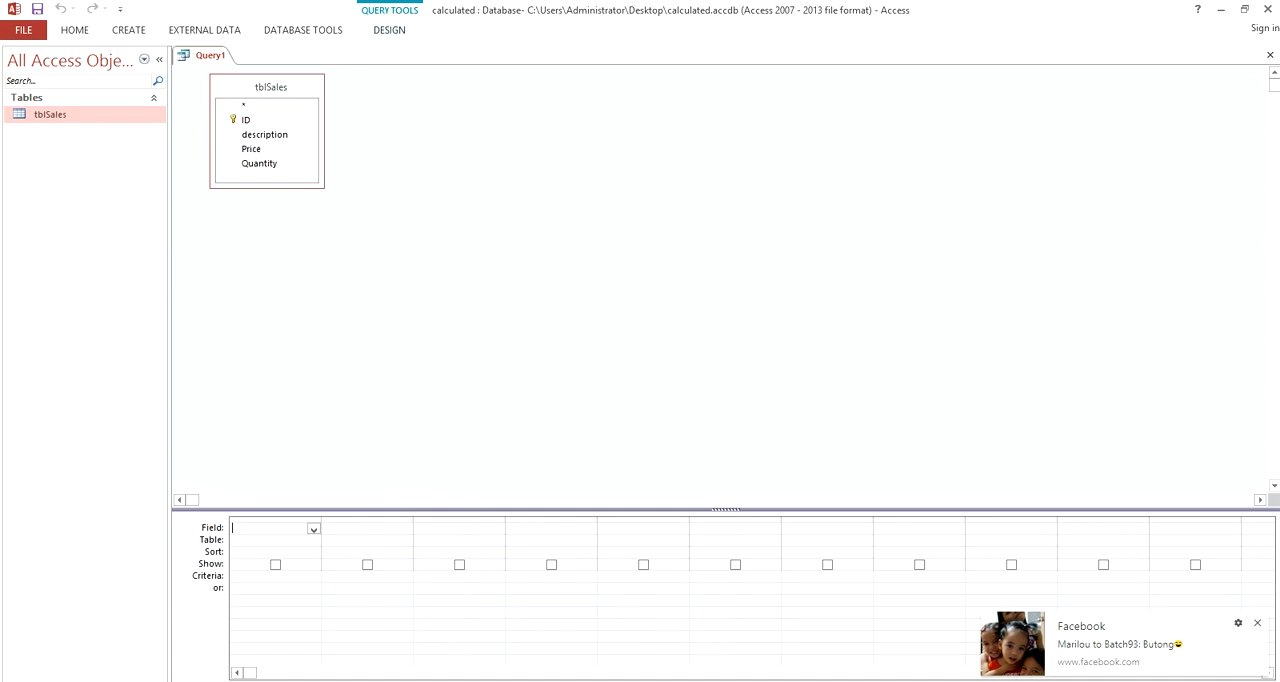 QUERY TOOLS
calculated : Database- C:\Users\Administrator\Desktop\calculated.accdb (Access 2007 - 2013 file format) - Access
?
FILE
HOME
CREATE
EXTERNAL DATA
DATABASE TOOLS
DESIGN
Sign in
All Access Obje...
Search...
Tables
tblSales
Query1
tblSales
*
ID
description
Price
Quantity
Field:
Table:
Sort:
Show:
Criteria:
or:
Facebook
Marilou to Batch93: Butong😄
www.facebook.com